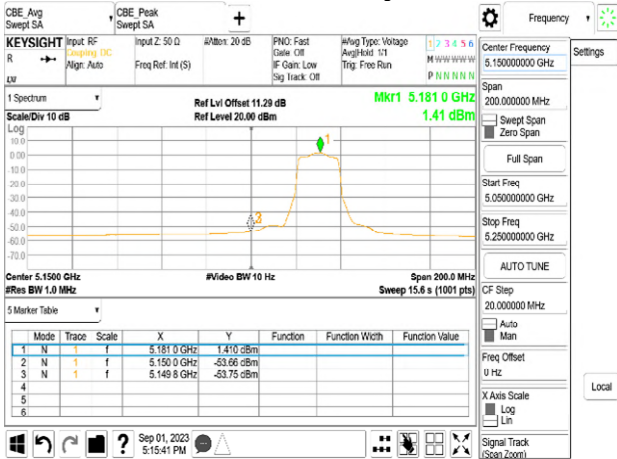 CBE_Avg
Swept SA
CBE_Peak
Swept SA
+
Frequency
KEYSIGHT
R
Input: RF
Coupling: DC
Align: Auto
Input Z: 50 Ω
Freq Ref: Int (S)
#Atten: 20 dB
PNO: Fast
Gate: Off
IF Gain: Low
Sig Track: Off
#Avg Type: Voltage
Avg|Hold: 1/1
Trig: Free Run
1 2 3 4 5 6
M W W W W W
P N N N N N
Center Frequency
5.150000000 GHz
Settings
1 Spectrum
Scale/Div 10 dB
Ref Lvl Offset 11.29 dB
Ref Level 20.00 dBm
Mkr1 5.181 0 GHz
1.41 dBm
Span
200.000000 MHz
Swept Span
Zero Span
Full Span
Start Freq
5.050000000 GHz
Stop Freq
5.250000000 GHz
AUTO TUNE
CF Step
20.000000 MHz
Auto
Man
Freq Offset
0 Hz
X Axis Scale
Log
Lin
Signal Track
(Span Zoom)
Local
Log
10.0
0.00
-10.0
-20.0
-30.0
-40.0
-50.0
-60.0
-70.0
1
3
Center 5.1500 GHz
#Res BW 1.0 MHz
#Video BW 10 Hz
Span 200.0 MHz
Sweep 15.6 s (1001 pts)
5 Marker Table
Mode Trace Scale X Y Function Function Width Function Value
1 N 1 f 5.181 0 GHz 1.410 dBm
2 N 1 f 5.150 0 GHz -53.66 dBm
3 N 1 f 5.149 8 GHz -53.75 dBm
4
5
6
?
Sep 01, 2023
5:15:41 PM